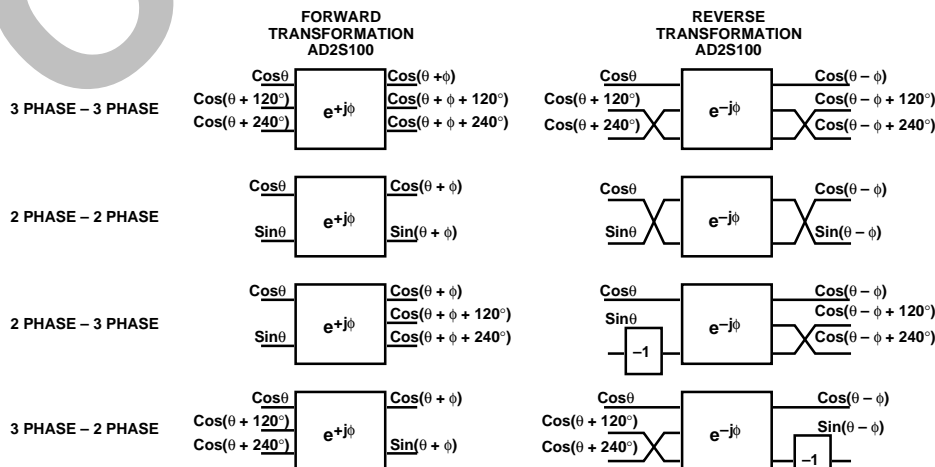 FORWARD
TRANSFORMATION
AD2S100
REVERSE
TRANSFORMATION
AD2S100
3 PHASE – 3 PHASE
Cosθ
Cos(θ + 120°)
Cos(θ + 240°)
e+jϕ
Cos(θ +ϕ)
Cos(θ + ϕ + 120°)
Cos(θ + ϕ + 240°)
Cosθ
Cos(θ + 120°)
Cos(θ + 240°)
e–jϕ
Cos(θ – ϕ)
Cos(θ – ϕ + 120°)
Cos(θ – ϕ + 240°)
2 PHASE – 2 PHASE
Cosθ
Sinθ
e+jϕ
Cos(θ + ϕ)
Sin(θ + ϕ)
Cosθ
Sinθ
e–jϕ
Cos(θ – ϕ)
Sin(θ – ϕ)
2 PHASE – 3 PHASE
Cosθ
Sinθ
e+jϕ
Cos(θ + ϕ)
Cos(θ + ϕ + 120°)
Cos(θ + ϕ + 240°)
Cosθ
Sinθ
–1
e–jϕ
Cos(θ – ϕ)
Cos(θ – ϕ + 120°)
Cos(θ – ϕ + 240°)
3 PHASE – 2 PHASE
Cosθ
Cos(θ + 120°)
Cos(θ + 240°)
e+jϕ
Cos(θ + ϕ)
Sin(θ + ϕ)
Cosθ
Cos(θ + 120°)
Cos(θ + 240°)
e–jϕ
Cos(θ – ϕ)
Sin(θ – ϕ)
–1